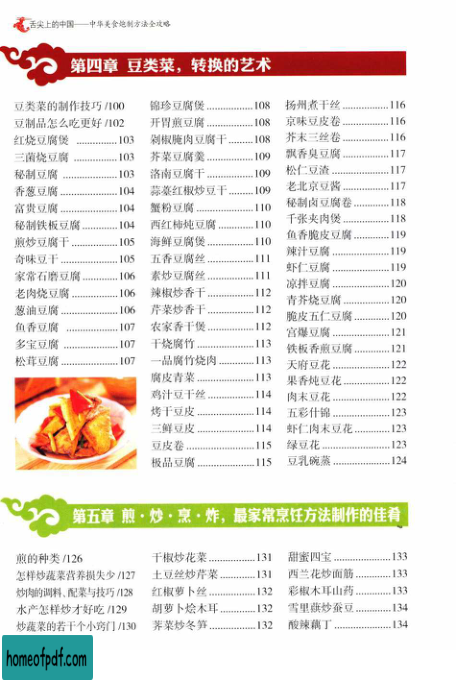 舌尖上的中国——中华美食炮制方法全攻略
第四章 豆类菜，转换的艺术
豆类菜的制作技巧 /100
豆制品怎么吃更好 /102
红烧豆腐煲 ................103
三菌烧豆腐 ................103
秘制豆腐 ................103
香葱豆腐 ................104
富贵豆腐 ................104
秘制铁板豆腐 ................104
煎炒豆腐干 ................105
奇味豆干 ................105
家常石磨豆腐 ................106
老肉烧豆腐 ................106
葱油豆腐 ................106
鱼香豆腐 ................107
多宝豆腐 ................107
松茸豆腐 ................107
锦珍豆腐煲 ................108
开胃煎豆腐 ................108
剁椒腌肉豆腐干 ........108
芥菜豆腐羹 ................109
洛南豆腐干 ................109
蒜薹红椒炒豆干 ........109
蟹粉豆腐 ................110
西红柿炖豆腐 ................110
海鲜豆腐煲 ................110
五香豆腐丝 ................111
素炒豆腐丝 ................111
辣椒炒香干 ................112
芹菜炒香干 ................112
农家香干煲 ................112
干烧腐竹 ................113
一品腐竹烧肉 ................113
腐皮青菜 ................113
鸡汁豆干丝 ................114
烤干豆皮 ................114
三鲜豆皮 ................114
豆皮卷 ................115
极品豆腐 ................115
扬州煮干丝 ................116
京味豆皮卷 ................116
芥末三丝卷 ................116
飘香臭豆腐 ................117
松仁豆渣 ................117
老北京豆酱 ................117
秘制卤豆腐卷 ................118
千张夹肉煲 ................118
鱼香脆皮豆腐 ................119
辣汁豆腐 ................119
虾仁豆腐 ................119
凉拌豆腐 ................120
青芥烧豆腐 ................120
脆皮五仁豆腐 ................120
宫爆豆腐 ................121
铁板香煎豆腐 ................121
天府豆花 ................122
果香炖豆花 ................122
肉末豆花 ................122
五彩什锦 ................123
虾仁肉末豆花 ................123
绿豆花 ................123
豆乳碗蒸 ................124
第五章 煎·炒·烹·炸，最家常烹饪方法制作的佳肴
煎的种类 /126
怎样炒蔬菜营养损失少 /127
炒肉的调料、配菜与技巧 /128
水产怎样炒才好吃 /129
炒蔬菜的若干个小窍门 /130
干椒炒花菜 ................131
土豆丝炒芹菜 ................131
红椒萝卜丝 ................132
胡萝卜烩木耳 ................132
荠菜炒冬笋 ................132
甜蜜四宝 ................133
西兰花炒面筋 ................133
彩椒木耳山药 ................133
雪里蕻炒蚕豆 ................134
酸辣藕丁 ................134
homeofpdf.com